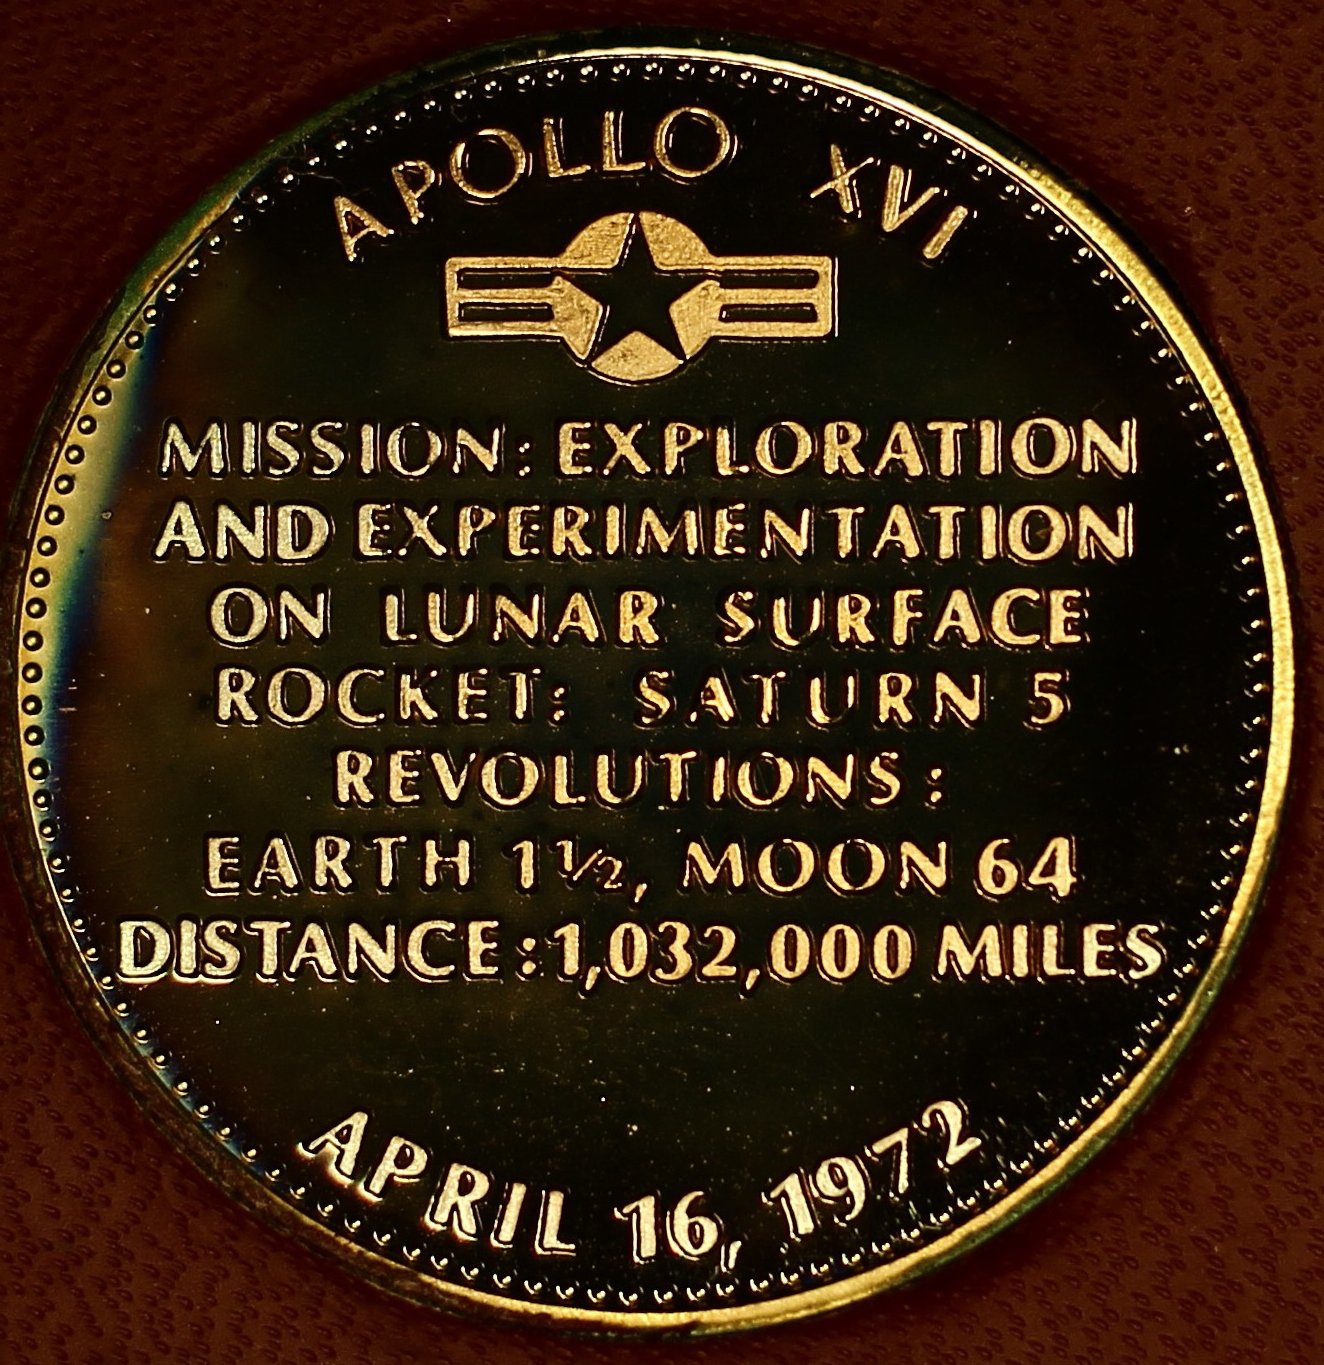 APOLLO XVI
MISSION: EXPLORATION
AND EXPERIMENTATION
ON LUNAR SURFACE
ROCKET: SATURN 5
REVOLUTIONS:
EARTH 1½, MOON 64
DISTANCE: 1,032,000 MILES
APRIL 16, 1972